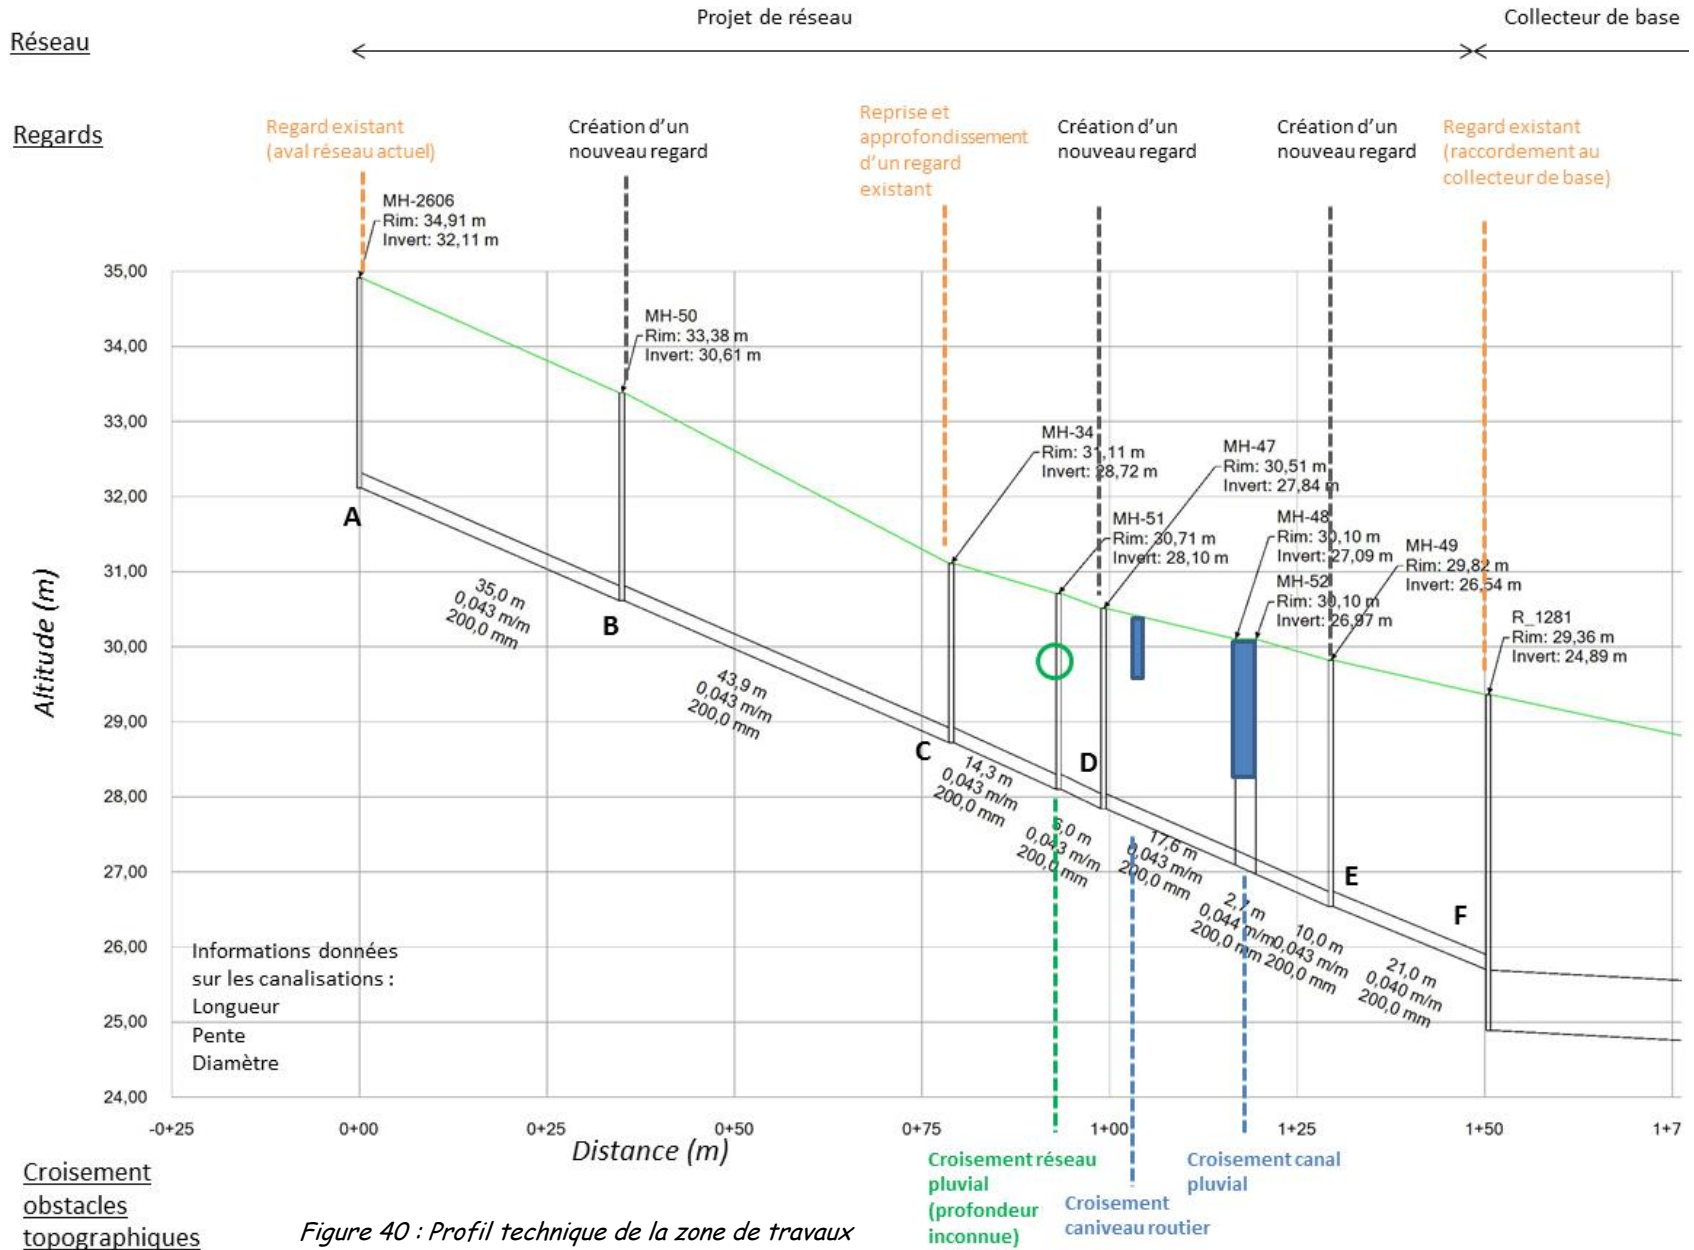 Projet de réseau
Collecteur de base
Réseau
Regards
Regard existant
(aval réseau actuel)
Création d'un
nouveau regard
Reprise et
approfondissement
d'un regard
existant
Création d'un
nouveau regard
Création d'un
nouveau regard
Regard existant
(raccordement au
collecteur de base)
MH-2606
Rim: 34,91 m
Invert: 32,11 m
MH-50
Rim: 33,38 m
Invert: 30,61 m
MH-34
Rim: 31,11 m
Invert: 28,72 m
MH-47
Rim: 30,51 m
Invert: 27,84 m
MH-51
Rim: 30,71 m
Invert: 28,10 m
MH-48
Rim: 30,10 m
Invert: 27,09 m
MH-52
Rim: 30,10 m
Invert: 26,97 m
MH-49
Rim: 29,82 m
Invert: 26,54 m
R_1281
Rim: 29,36 m
Invert: 24,89 m
35,00
34,00
33,00
32,00
31,00
30,00
29,00
28,00
27,00
26,00
25,00
24,00
Altitude (m)
A
B
C
D
E
F
35,0 m
0,043 m/m
200,0 mm
43,9 m
0,043 m/m
200,0 mm
14,3 m
0,043 m/m
200,0 mm
6,0 m
0,043 m/m
200,0 mm
17,6 m
0,043 m/m
200,0 mm
2,7 m
0,044 m/m
200,0 mm
10,0 m
0,043 m/m
200,0 mm
21,0 m
0,040 m/m
200,0 mm
Informations données
sur les canalisations :
Longueur
Pente
Diamètre
-0+25
0+00
0+25
0+50
0+75
1+00
1+25
1+50
1+7
Distance (m)
Croisement
obstacles
topographiques
Croisement réseau
pluvial
(profondeur
inconnue)
Croisement
caniveau routier
Croisement canal
pluvial
Figure 40 : Profil technique de la zone de travaux